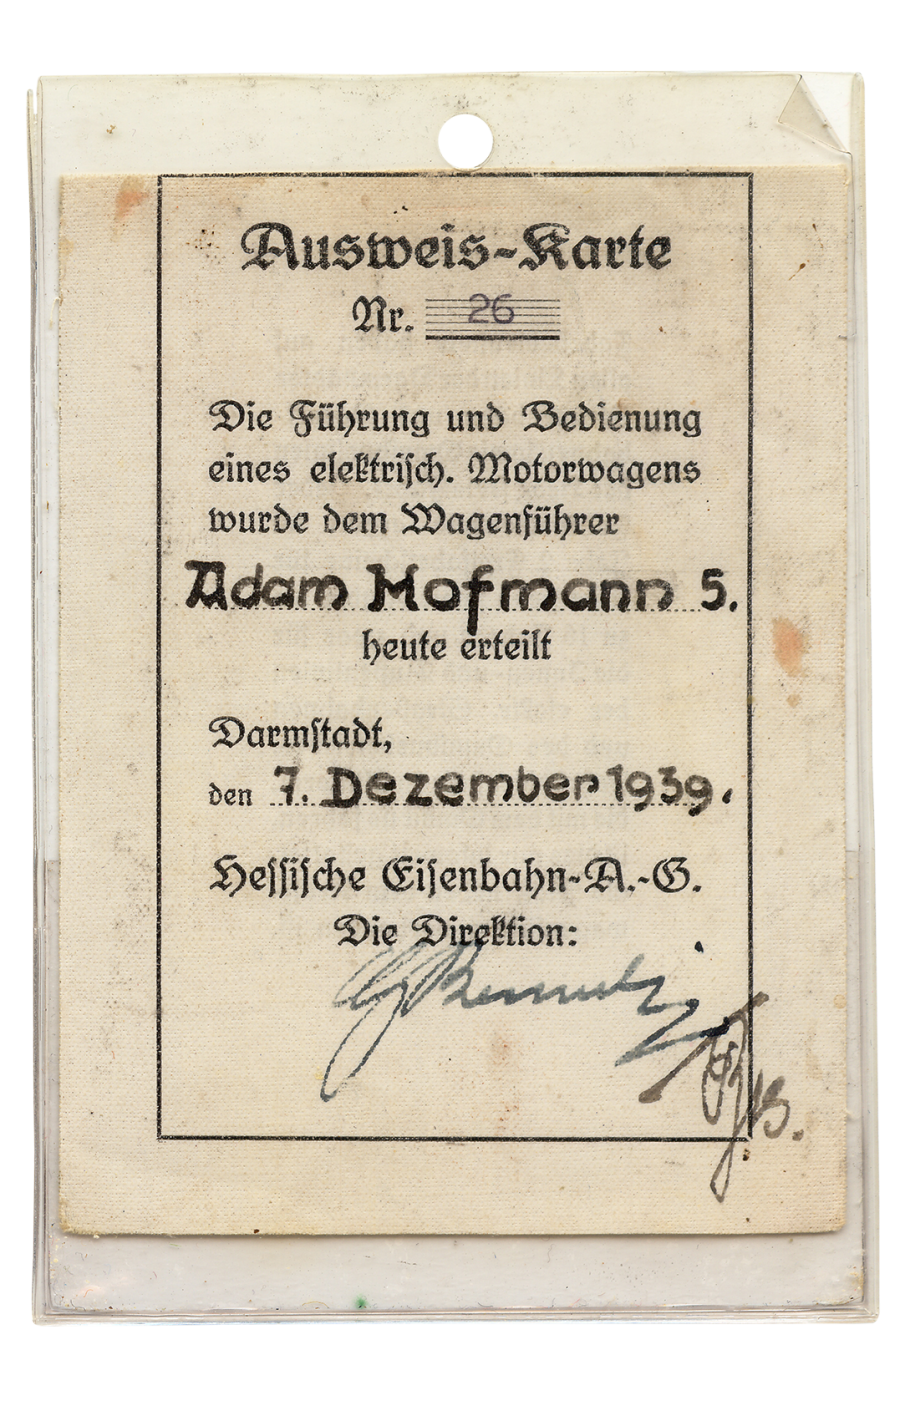 Ausweis-Karte
Nr. 26
Die Führung und Bedienung
eines elektrisch. Motorwagens
wurde dem Wagenführer
Adam Hofmann 5.
heute erteilt
Darmstadt,
den 7. Dezember 1939.
Hessische Eisenbahn-A.-G.
Die Direktion: